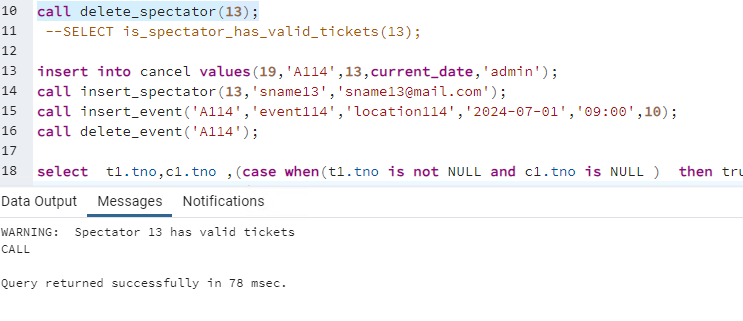 10 call delete_spectator(13);
11 --SELECT is_spectator_has_valid_tickets(13);
12
13 insert into cancel values(19,'A114',13,current_date,'admin');
14 call insert_spectator(13,'sname13','sname13@mail.com');
15 call insert_event('A114','event114','location114','2024-07-01','09:00',10);
16 call delete_event('A114');
17
18 select  t1.tno,c1.tno ,(case when(t1.tno is not NULL and c1.tno is NULL )  then tru
Data Output Messages Notifications
WARNING:  Spectator 13 has valid tickets
CALL
Query returned successfully in 78 msec.